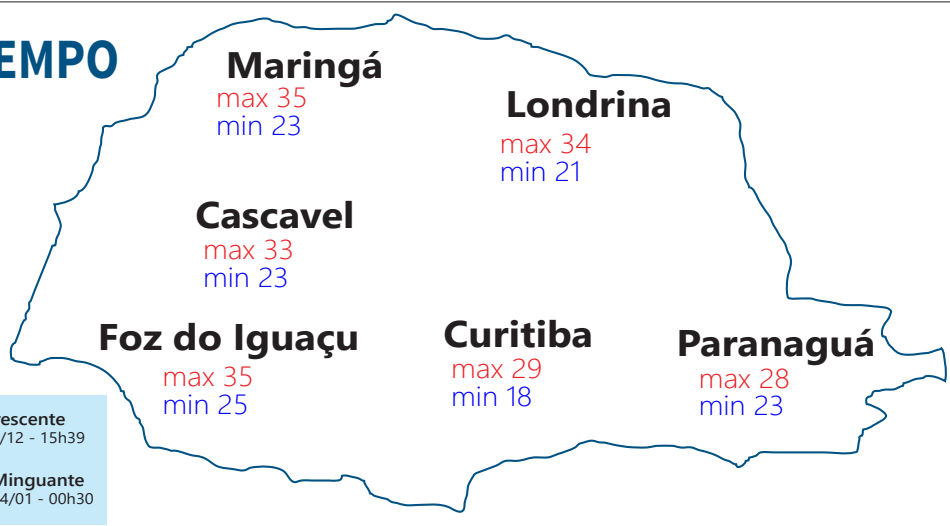 EMPO
Maringá
max 35
min 23
Londrina
max 34
min 21
Cascavel
max 33
min 23
Foz do Iguaçu
max 35
min 25
Curitiba
max 29
min 18
Paranaguá
max 28
min 23
escente
/12 - 15h39
Minguante
4/01 - 00h30